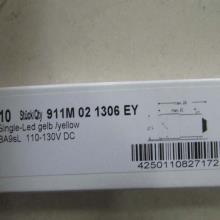 10 Stück/Qty 911M 02 1306 EY
Single-Led gelb /yellow
BA9sL 110-130V DC
4250110827172